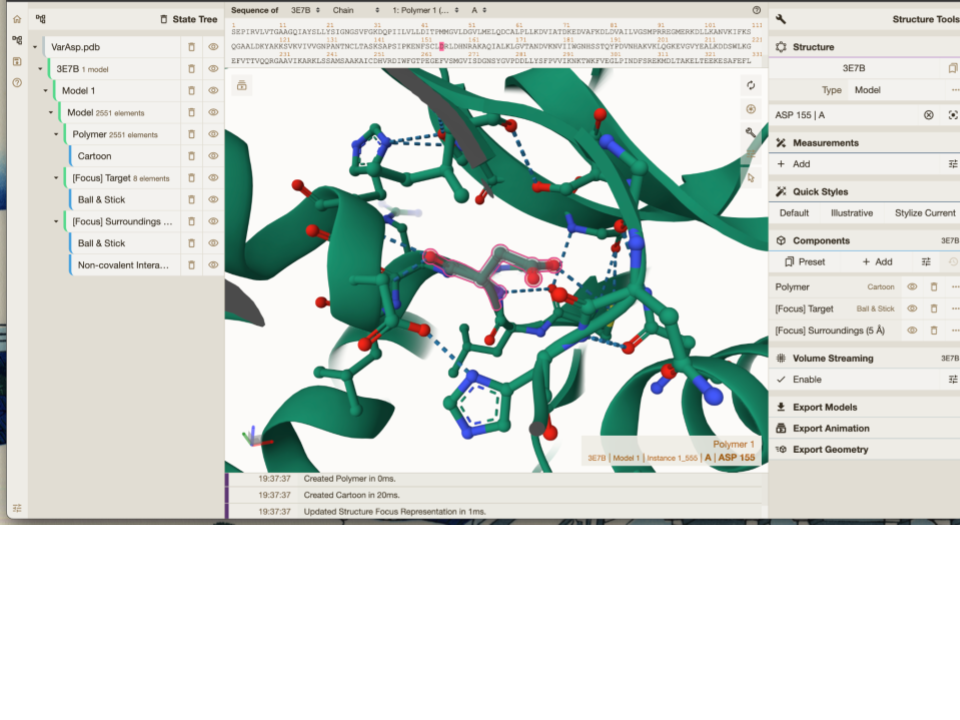 State Tree
VarAsp.pdb
3E7B 1 model
Model 1
Model 2551 elements
Polymer 2551 elements
Cartoon
[Focus] Target 8 elements
Ball & Stick
[Focus] Surroundings ...
Ball & Stick
Non-covalent Intera...
Sequence of 3E7B Chain 1: Polymer 1 (... A
1 11 21 31 41 51 61 71 81 91 101 111
121 131 141 151 161 171 181 191 201 211 221
231 241 251 261 271 281 291 301 311 321 331
Polymer 1
3E7B | Model 1 | Instance 1_555 | A | ASP 155
19:37:37 Created Polymer in 0ms.
19:37:37 Created Cartoon in 20ms.
19:37:37 Updated Structure Focus Representation in 1ms.
Structure Tools
Structure
3E7B
Type Model
ASP 155 | A
Measurements
+ Add
Quick Styles
Default Illustrative Stylize Current
Components 3E7B
Preset + Add
Polymer Cartoon
[Focus] Target Ball & Stick
[Focus] Surroundings (5 Å)
Volume Streaming 3E7B
Enable
Export Models
Export Animation
Export Geometry